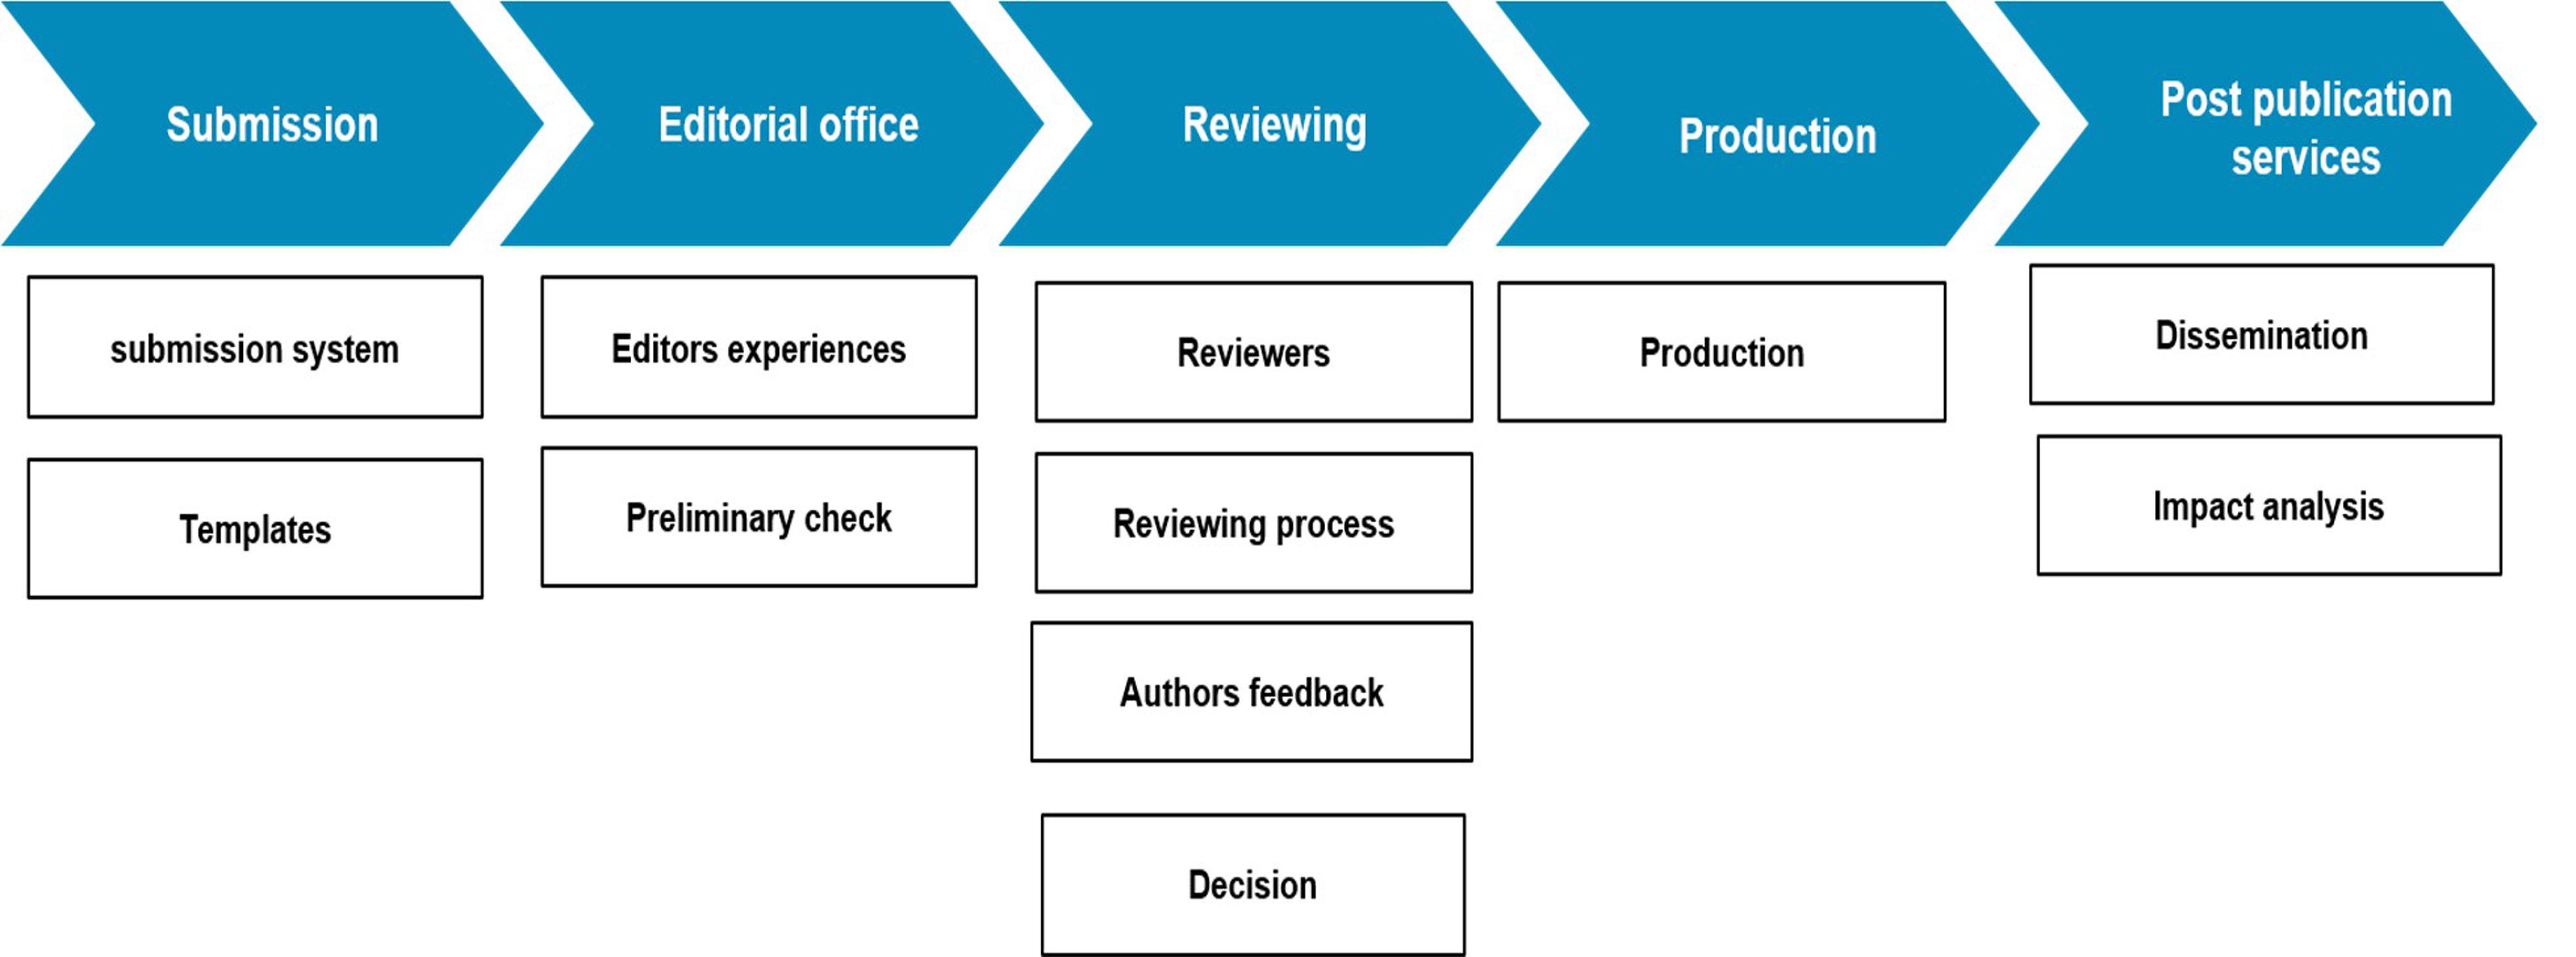 Submission
Editorial office
Reviewing
Production
Post publication
services
submission system
Templates
Editors experiences
Preliminary check
Reviewers
Reviewing process
Authors feedback
Decision
Production
Dissemination
Impact analysis